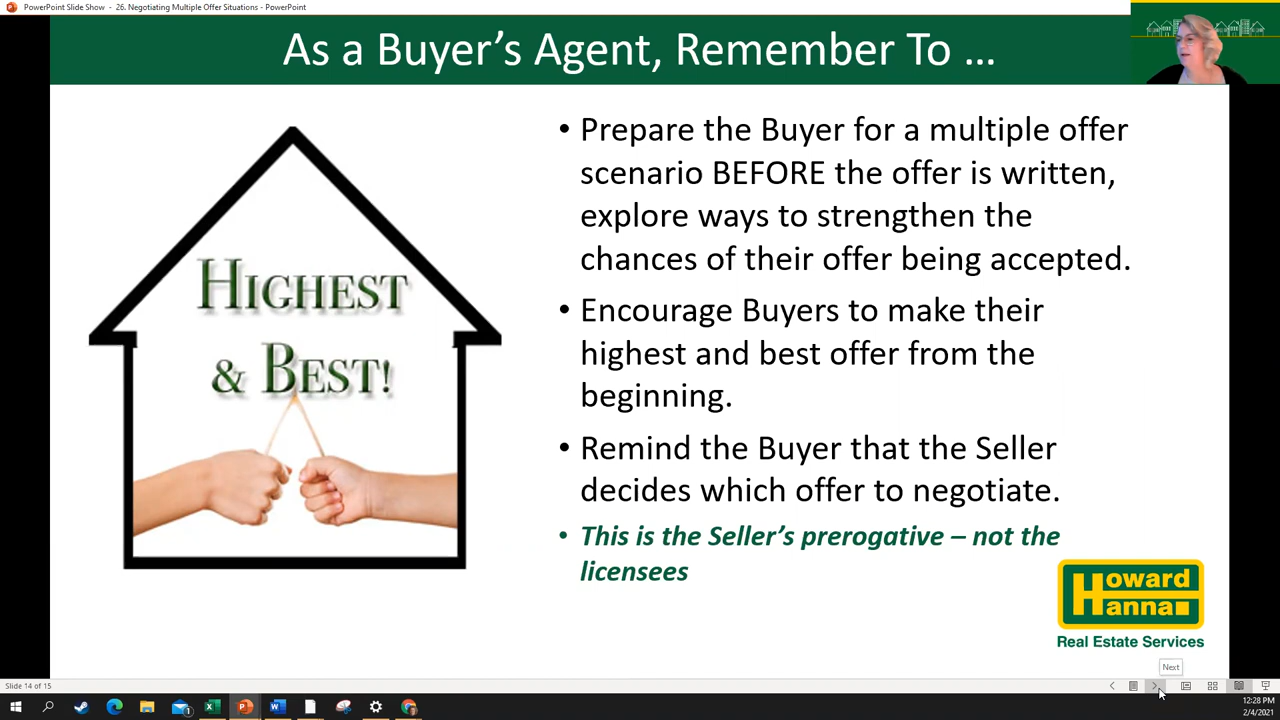 PowerPoint Slide Show - 26. Negotiating Multiple Offer Situations - PowerPoint
As a Buyer's Agent, Remember To ...
HIGHEST
& BEST!
• Prepare the Buyer for a multiple offer
scenario BEFORE the offer is written,
explore ways to strengthen the
chances of their offer being accepted.
• Encourage Buyers to make their
highest and best offer from the
beginning.
• Remind the Buyer that the Seller
decides which offer to negotiate.
• This is the Seller's prerogative – not the
licensees
Howard
Hanna
Real Estate Services
Next
Slide 14 of 15
12:28 PM
2/4/2021